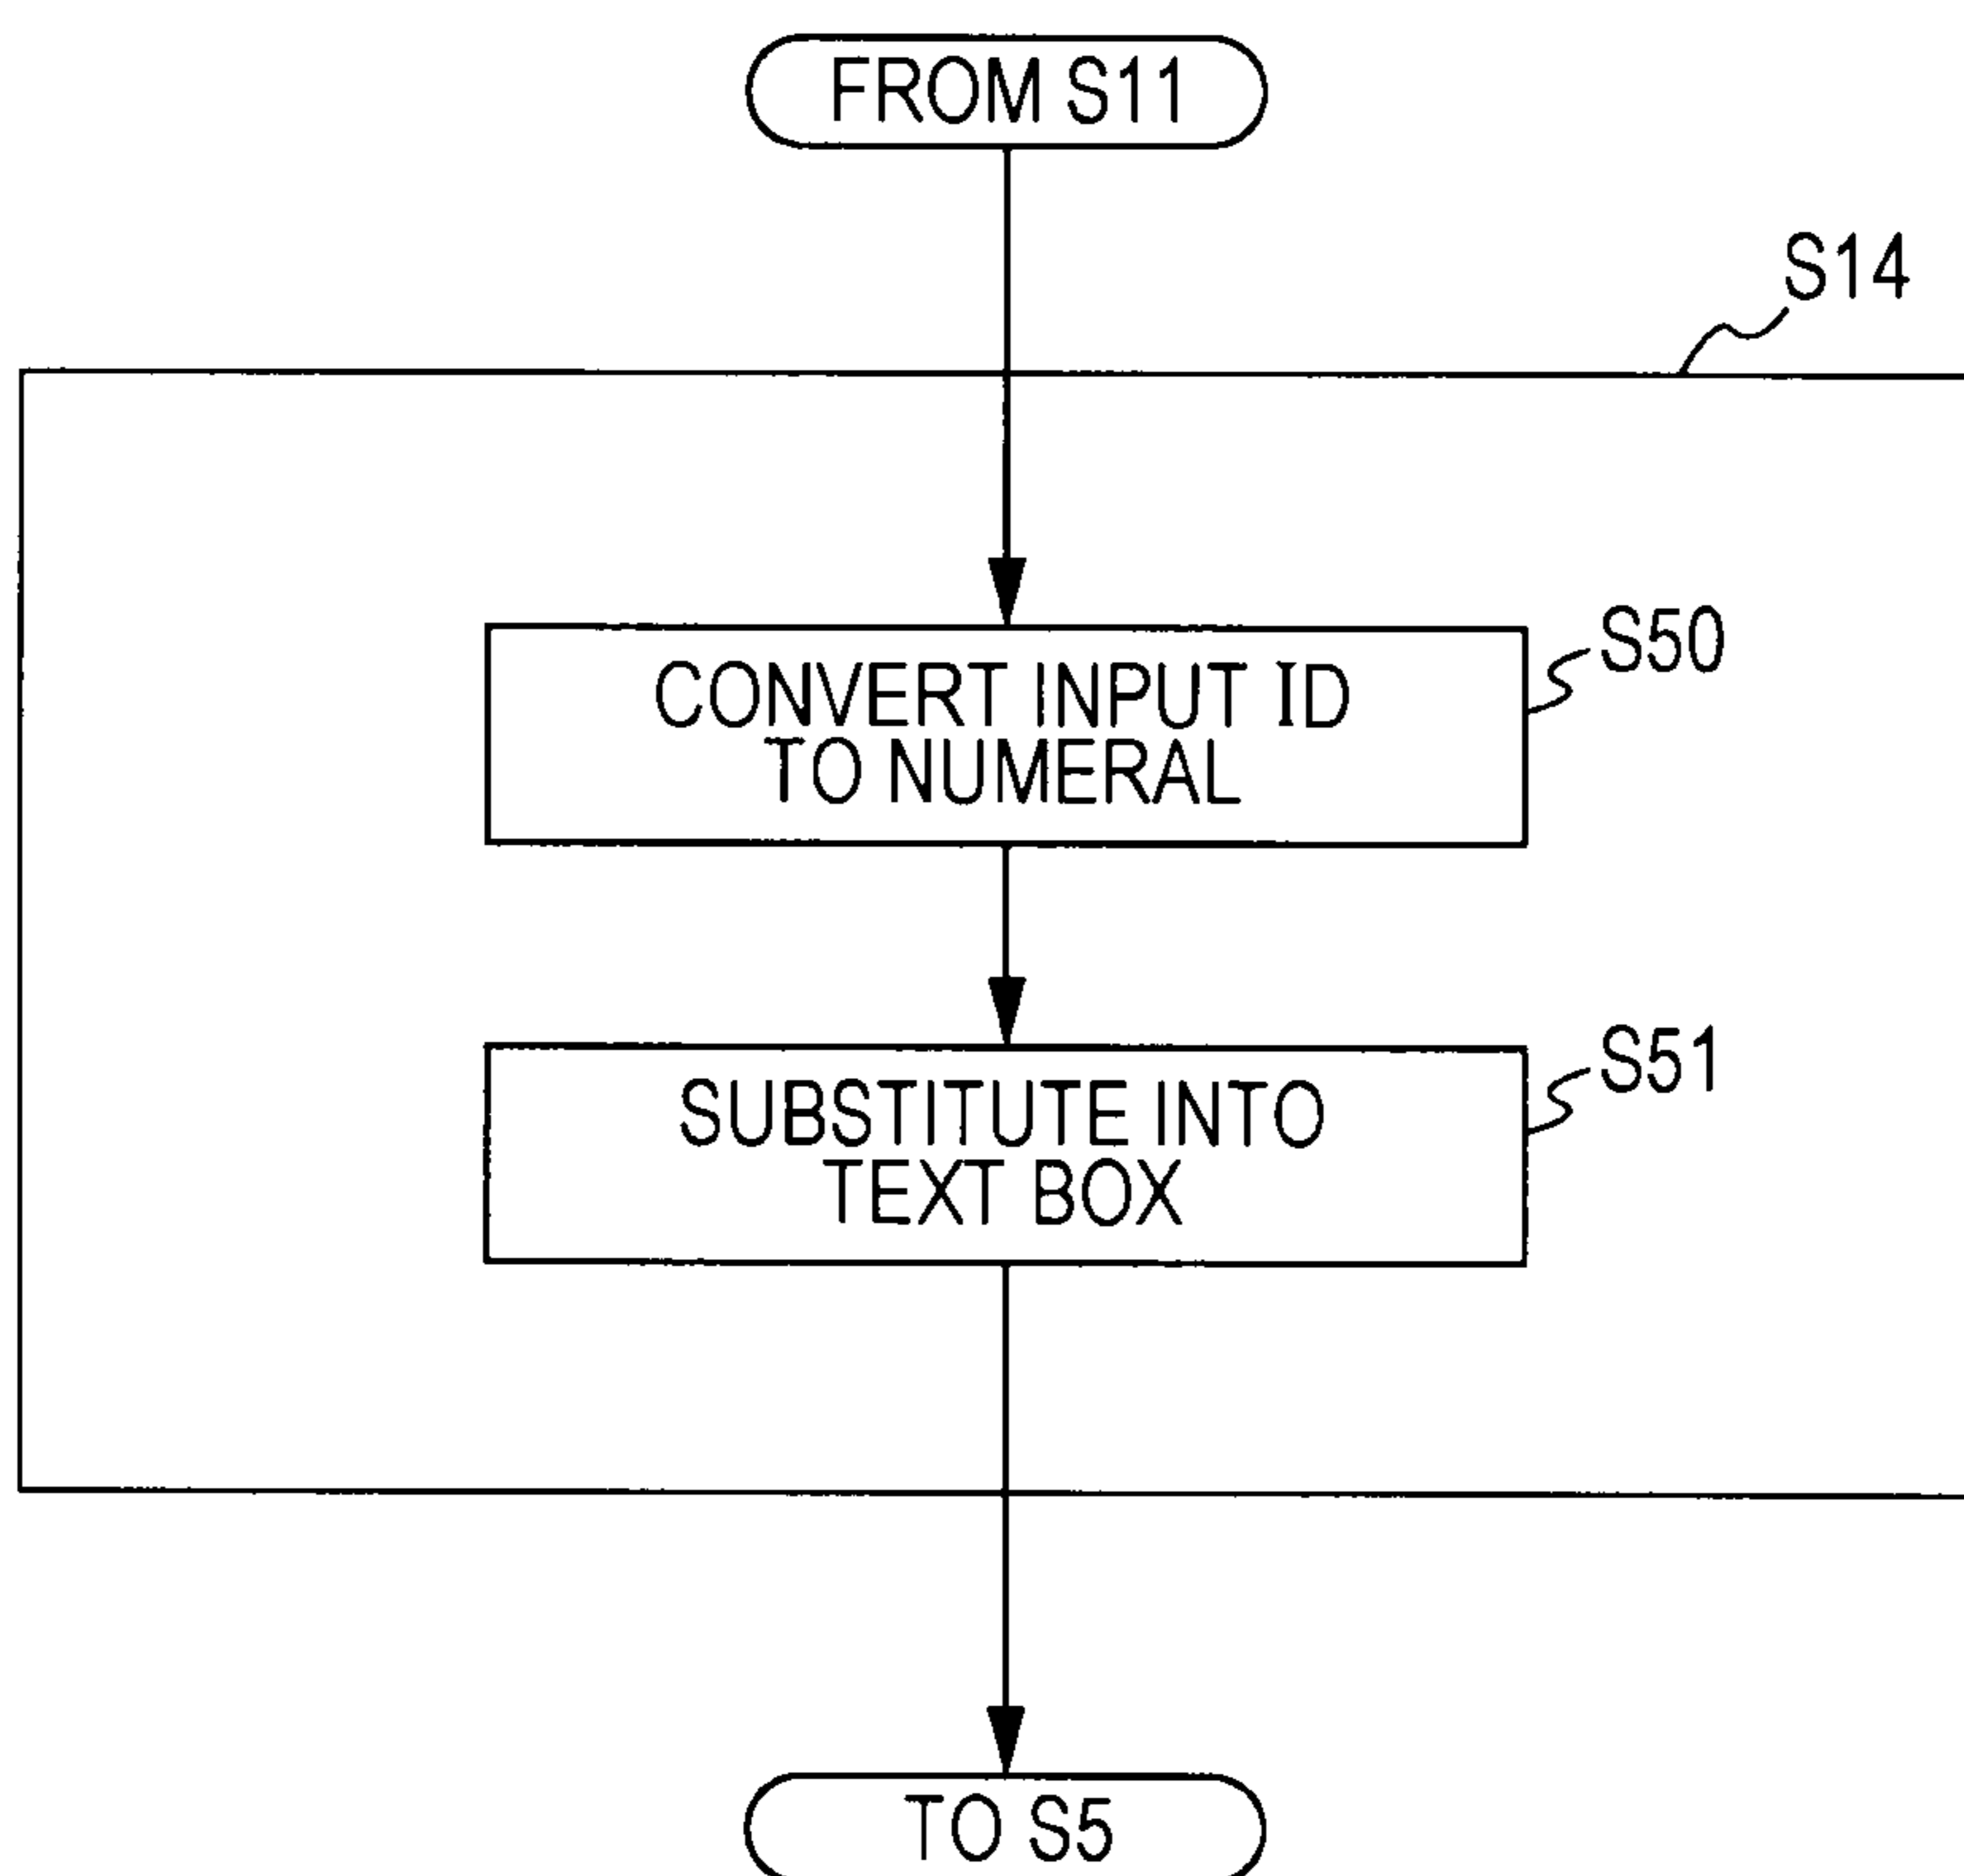 FROM S11
S14
CONVERT INPUT ID
TO NUMERAL
S50
SUBSTITUTE INTO
TEXT BOX
S51
TO S5